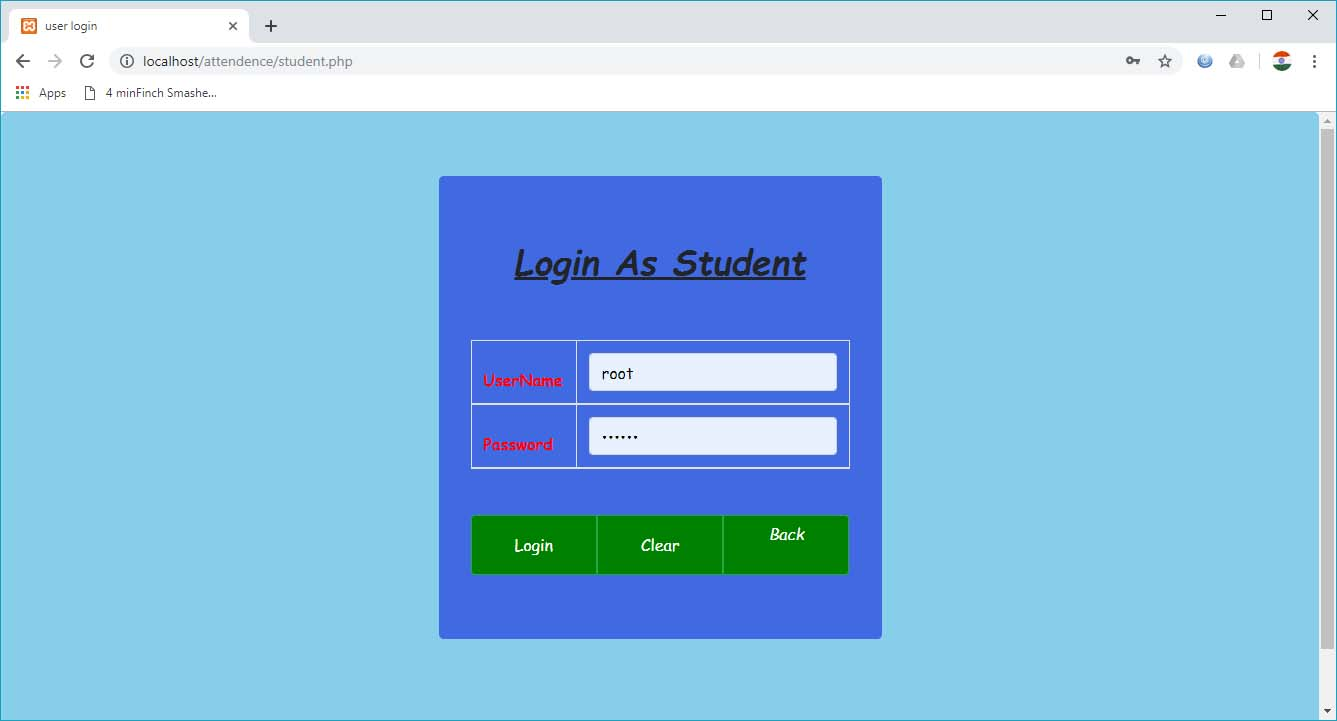 user login
localhost/attendence/student.php
Apps 4 minFinch Smashe...
Login As Student
UserName root
Password ······
Login Clear Back